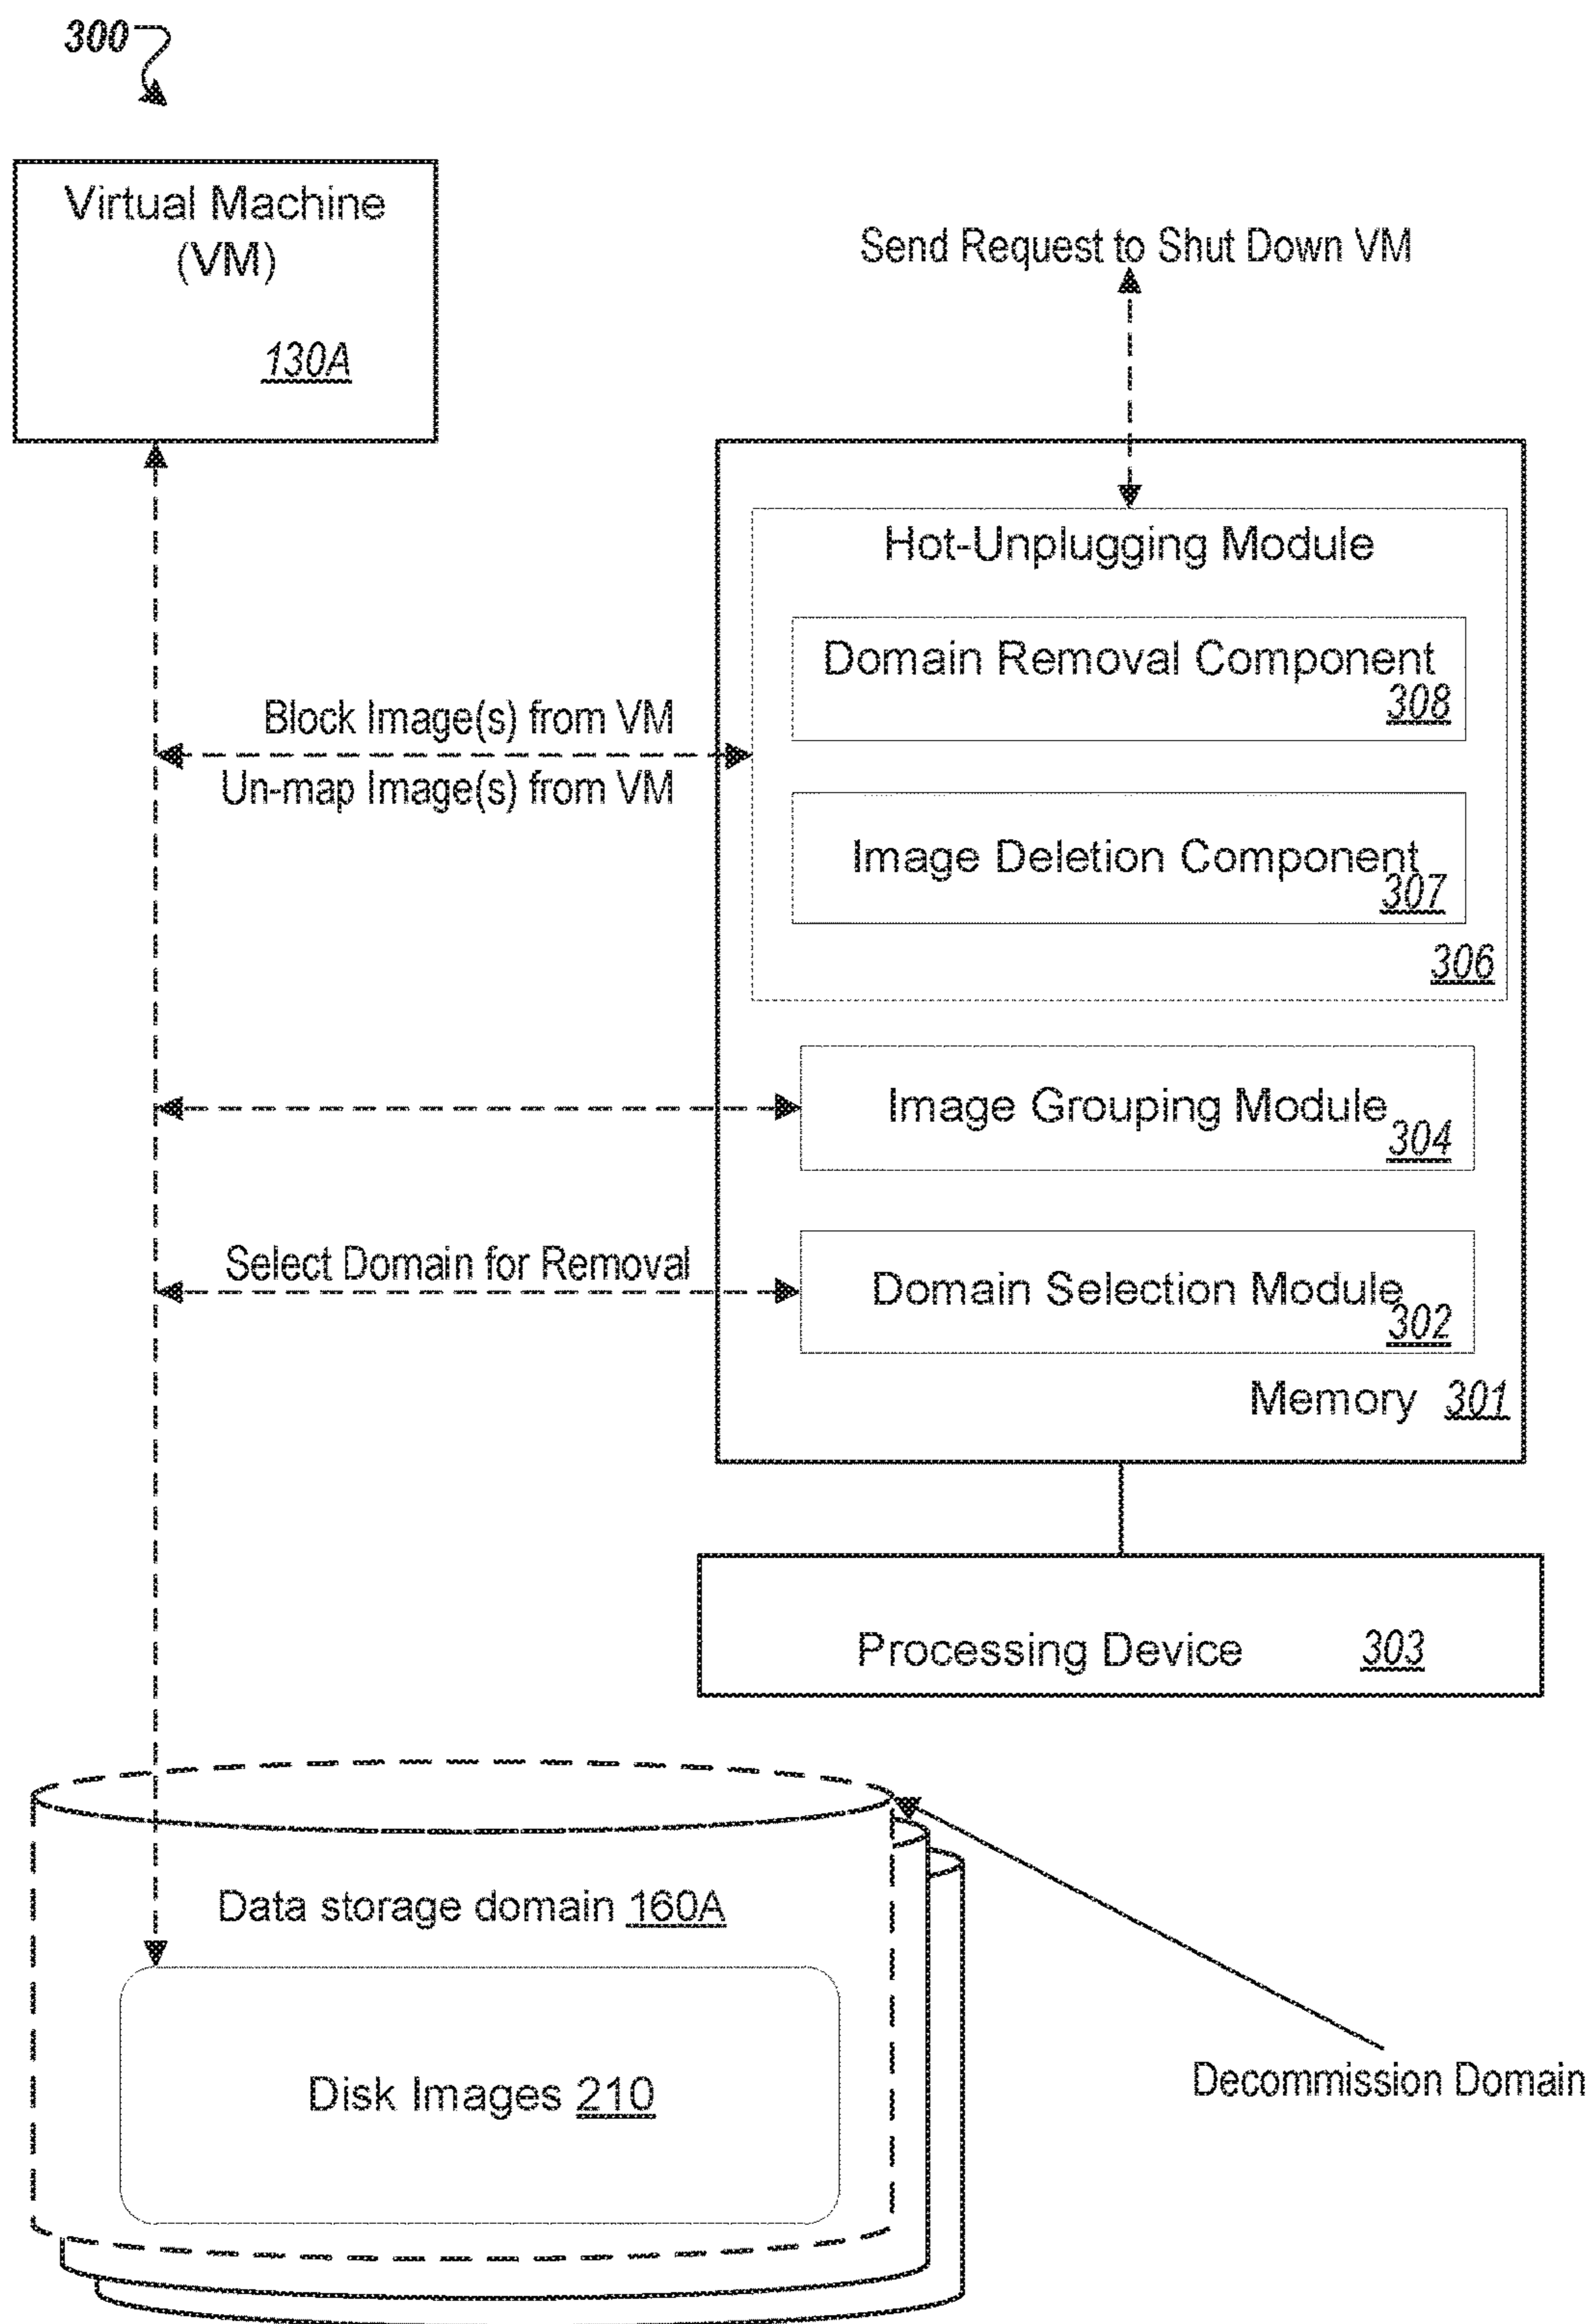 300
Virtual Machine
(VM)
130A
Send Request to Shut Down VM
Hot-Unplugging Module
Domain Removal Component
308
Block Image(s) from VM
Un-map Image(s) from VM
Image Deletion Component
307
306
Image Grouping Module
304
Select Domain for Removal
Domain Selection Module
302
Memory 301
Processing Device 303
Data storage domain 160A
Disk Images 210
Decommission Domain